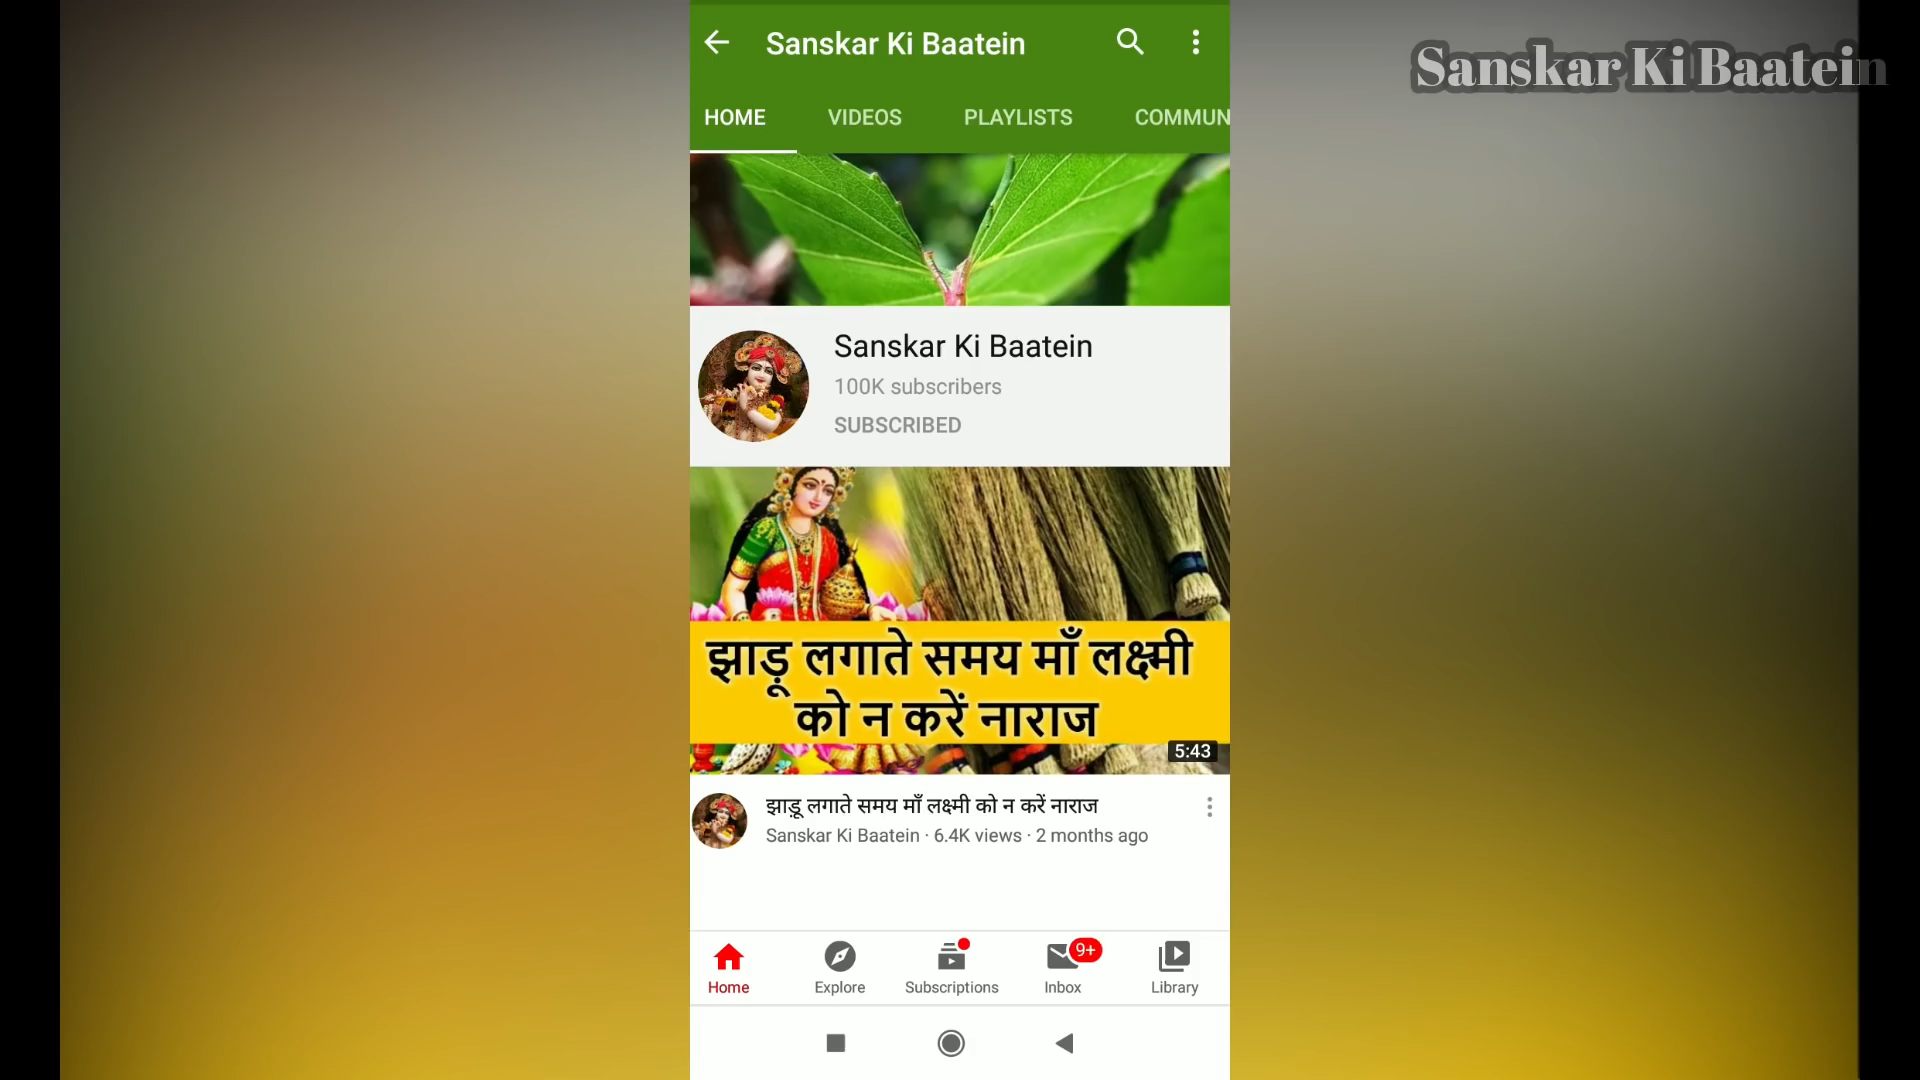 Sanskar Ki Baatein
Sanskar Ki Baatein
HOME VIDEOS PLAYLISTS COMMUN
Sanskar Ki Baatein
100K subscribers
SUBSCRIBED
झाड़ू लगाते समय माँ लक्ष्मी
को न करें नाराज
5:43
झाड़ू लगाते समय माँ लक्ष्मी को न करें नाराज
Sanskar Ki Baatein · 6.4K views · 2 months ago
9+
Home Explore Subscriptions Inbox Library